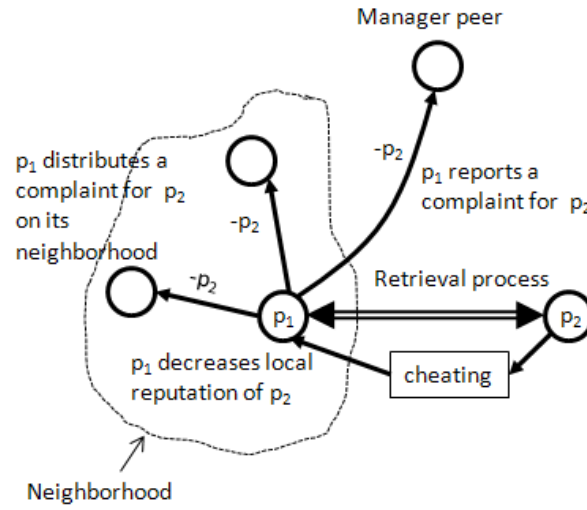 Manager peer
p₁ distributes a
complaint for p₂
on its
neighborhood
-p₂
p₁ reports a
complaint for p₂
-p₂
-p₂
Retrieval process
p₁
p₂
p₁ decreases local
reputation of p₂
cheating
Neighborhood